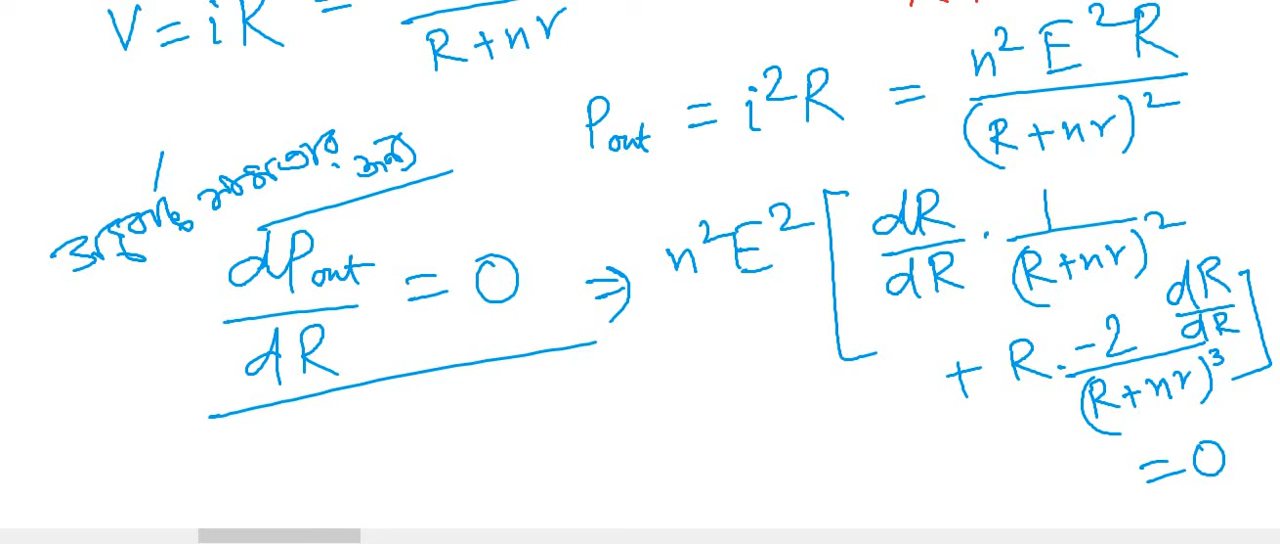 V = iR = / R + nr
P_out = i²R = n²E²R / (R + nr)²
dP_out / dR = 0 ⇒ n²E² [ dR/dR · 1/(R + nr)²
+ R · -2/(R + nr)³ dR/dR ]
= 0